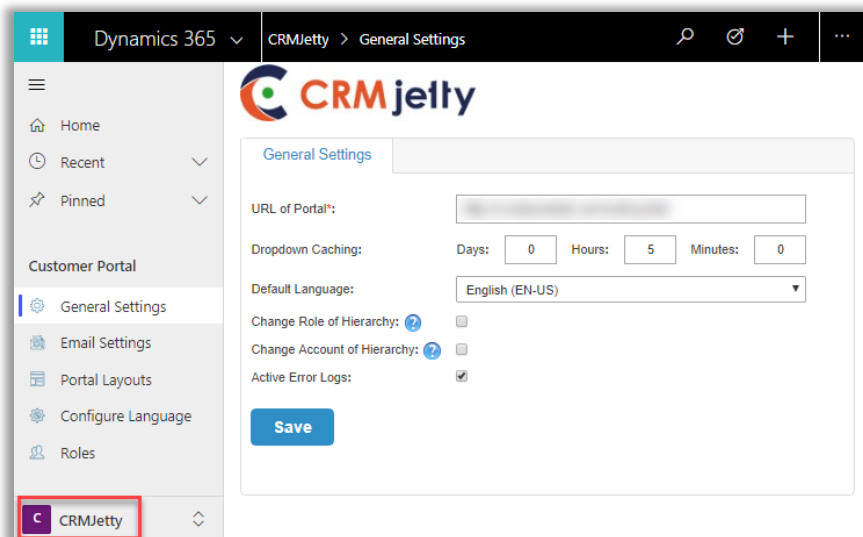 Dynamics 365 CRMJetty > General Settings ...
CRMjetty
Home
Recent
Pinned
Customer Portal
General Settings
Email Settings
Portal Layouts
Configure Language
Roles
C CRMJetty
General Settings
URL of Portal*:
Dropdown Caching: Days: 0 Hours: 5 Minutes: 0
Default Language: English (EN-US)
Change Role of Hierarchy: ?
Change Account of Hierarchy: ?
Active Error Logs:
Save